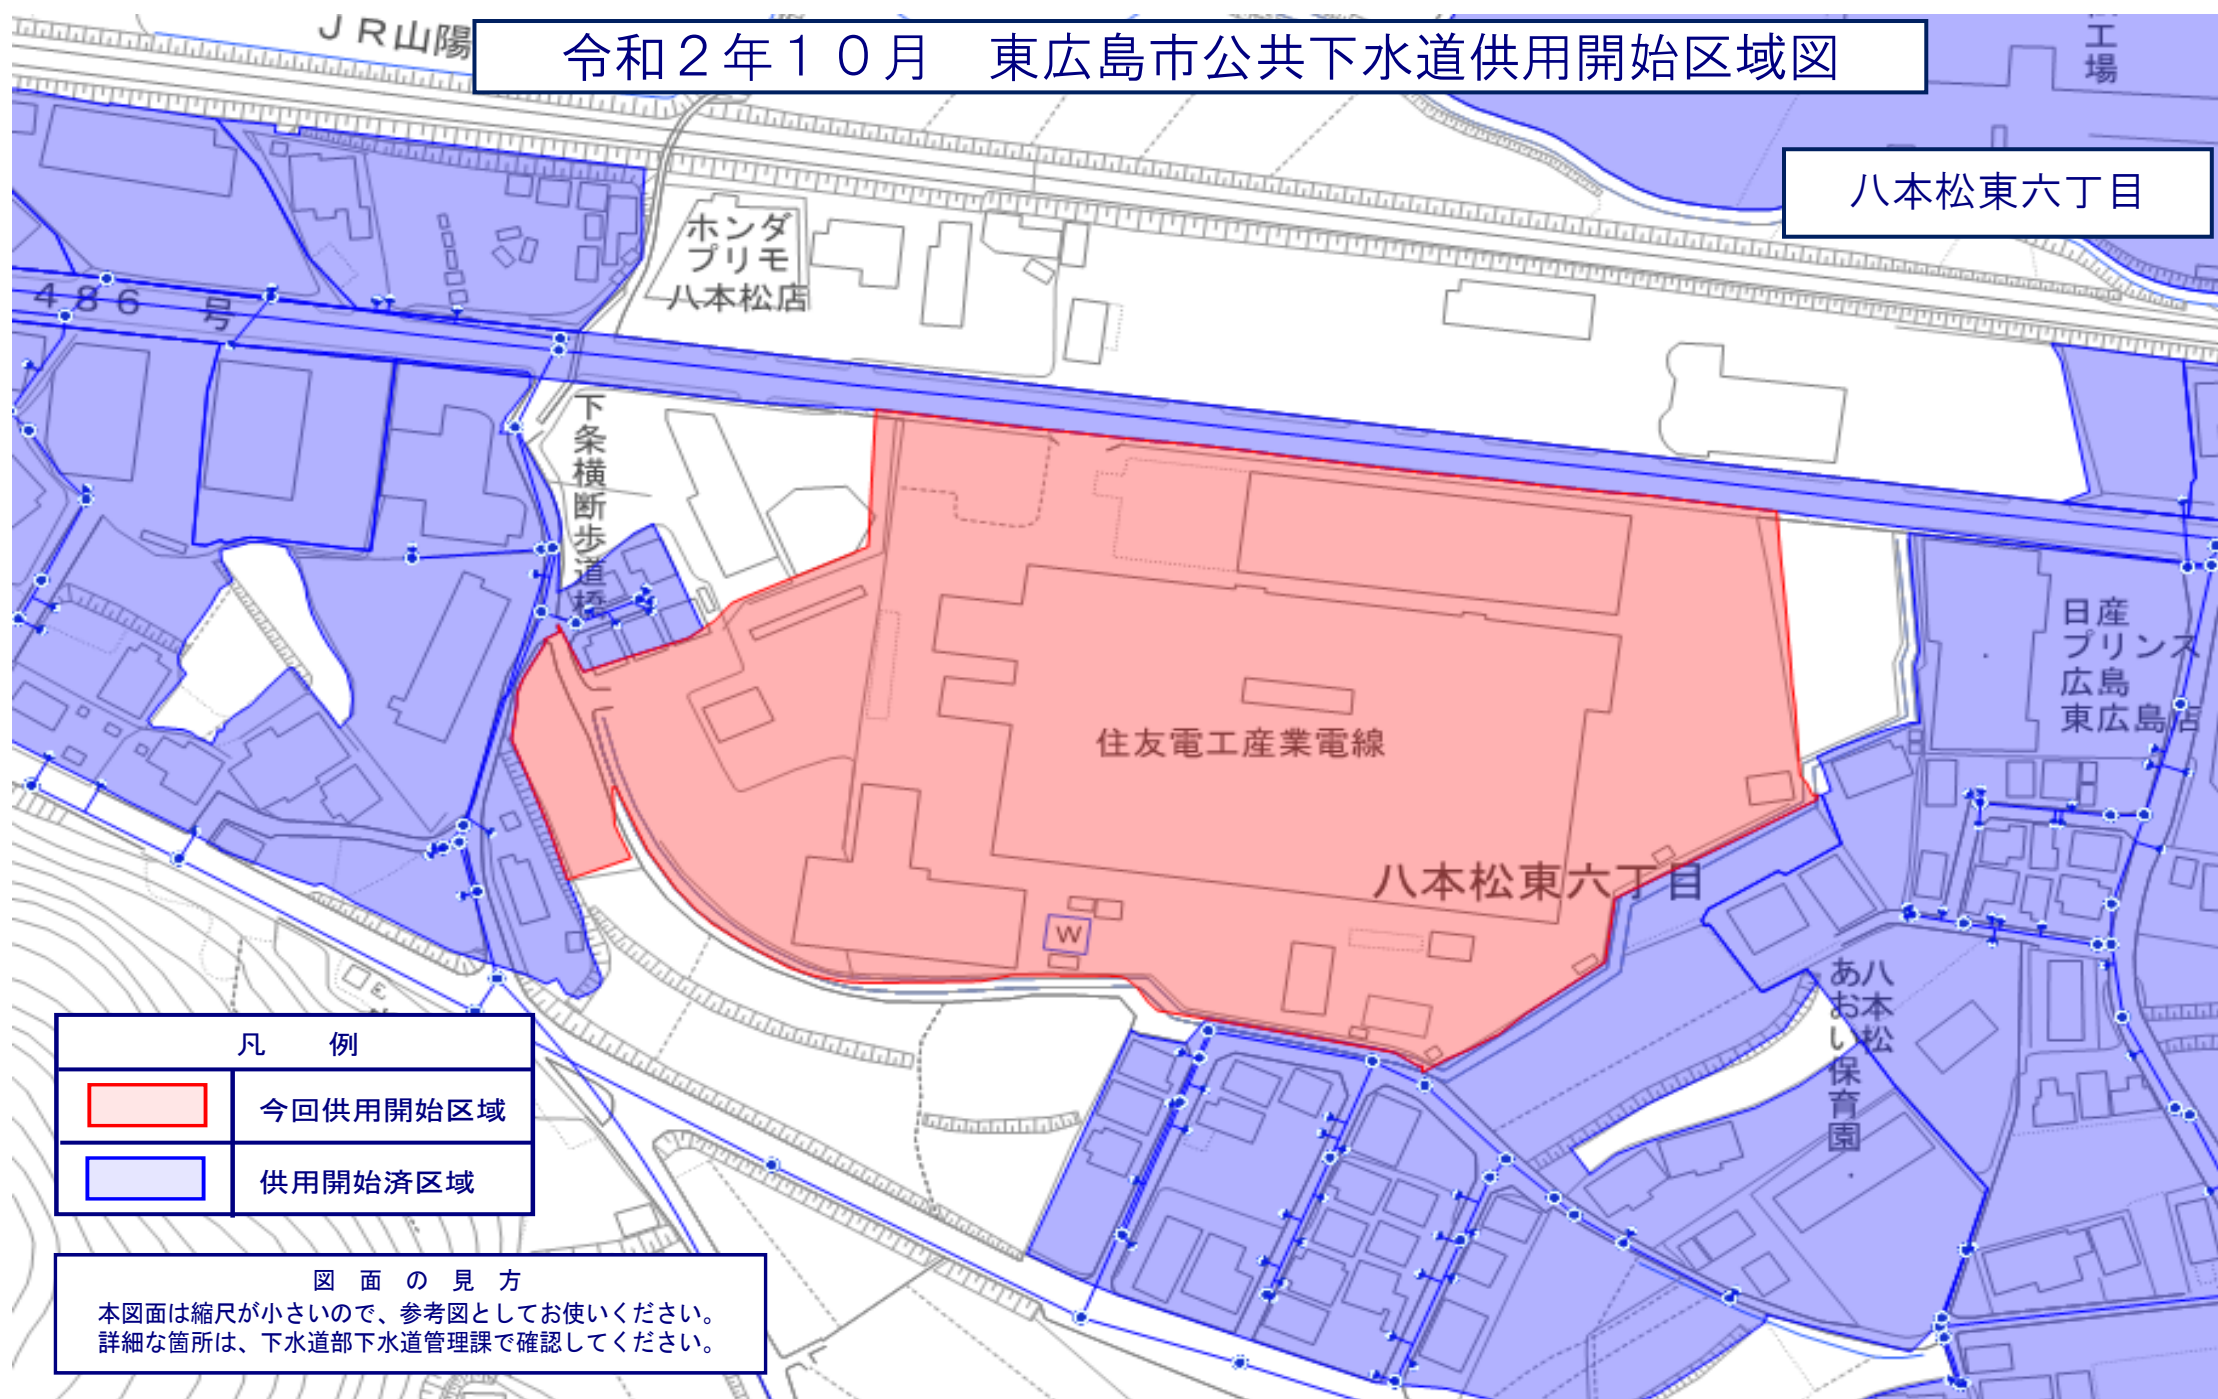 JR山陽
令和２年１０月　東広島市公共下水道供用開始区域図
工場
八本松東六丁目
ホンダ
プリモ
八本松店
486 号
下条横断歩道橋
日産
プリンス
広島
東広島店
住友電工産業電線
八本松東六丁目
W
八本松
あおい保育園
凡　例
今回供用開始区域
供用開始済区域
図　面　の　見　方
本図面は縮尺が小さいので、参考図としてお使いください。
詳細な箇所は、下水道部下水道管理課で確認してください。